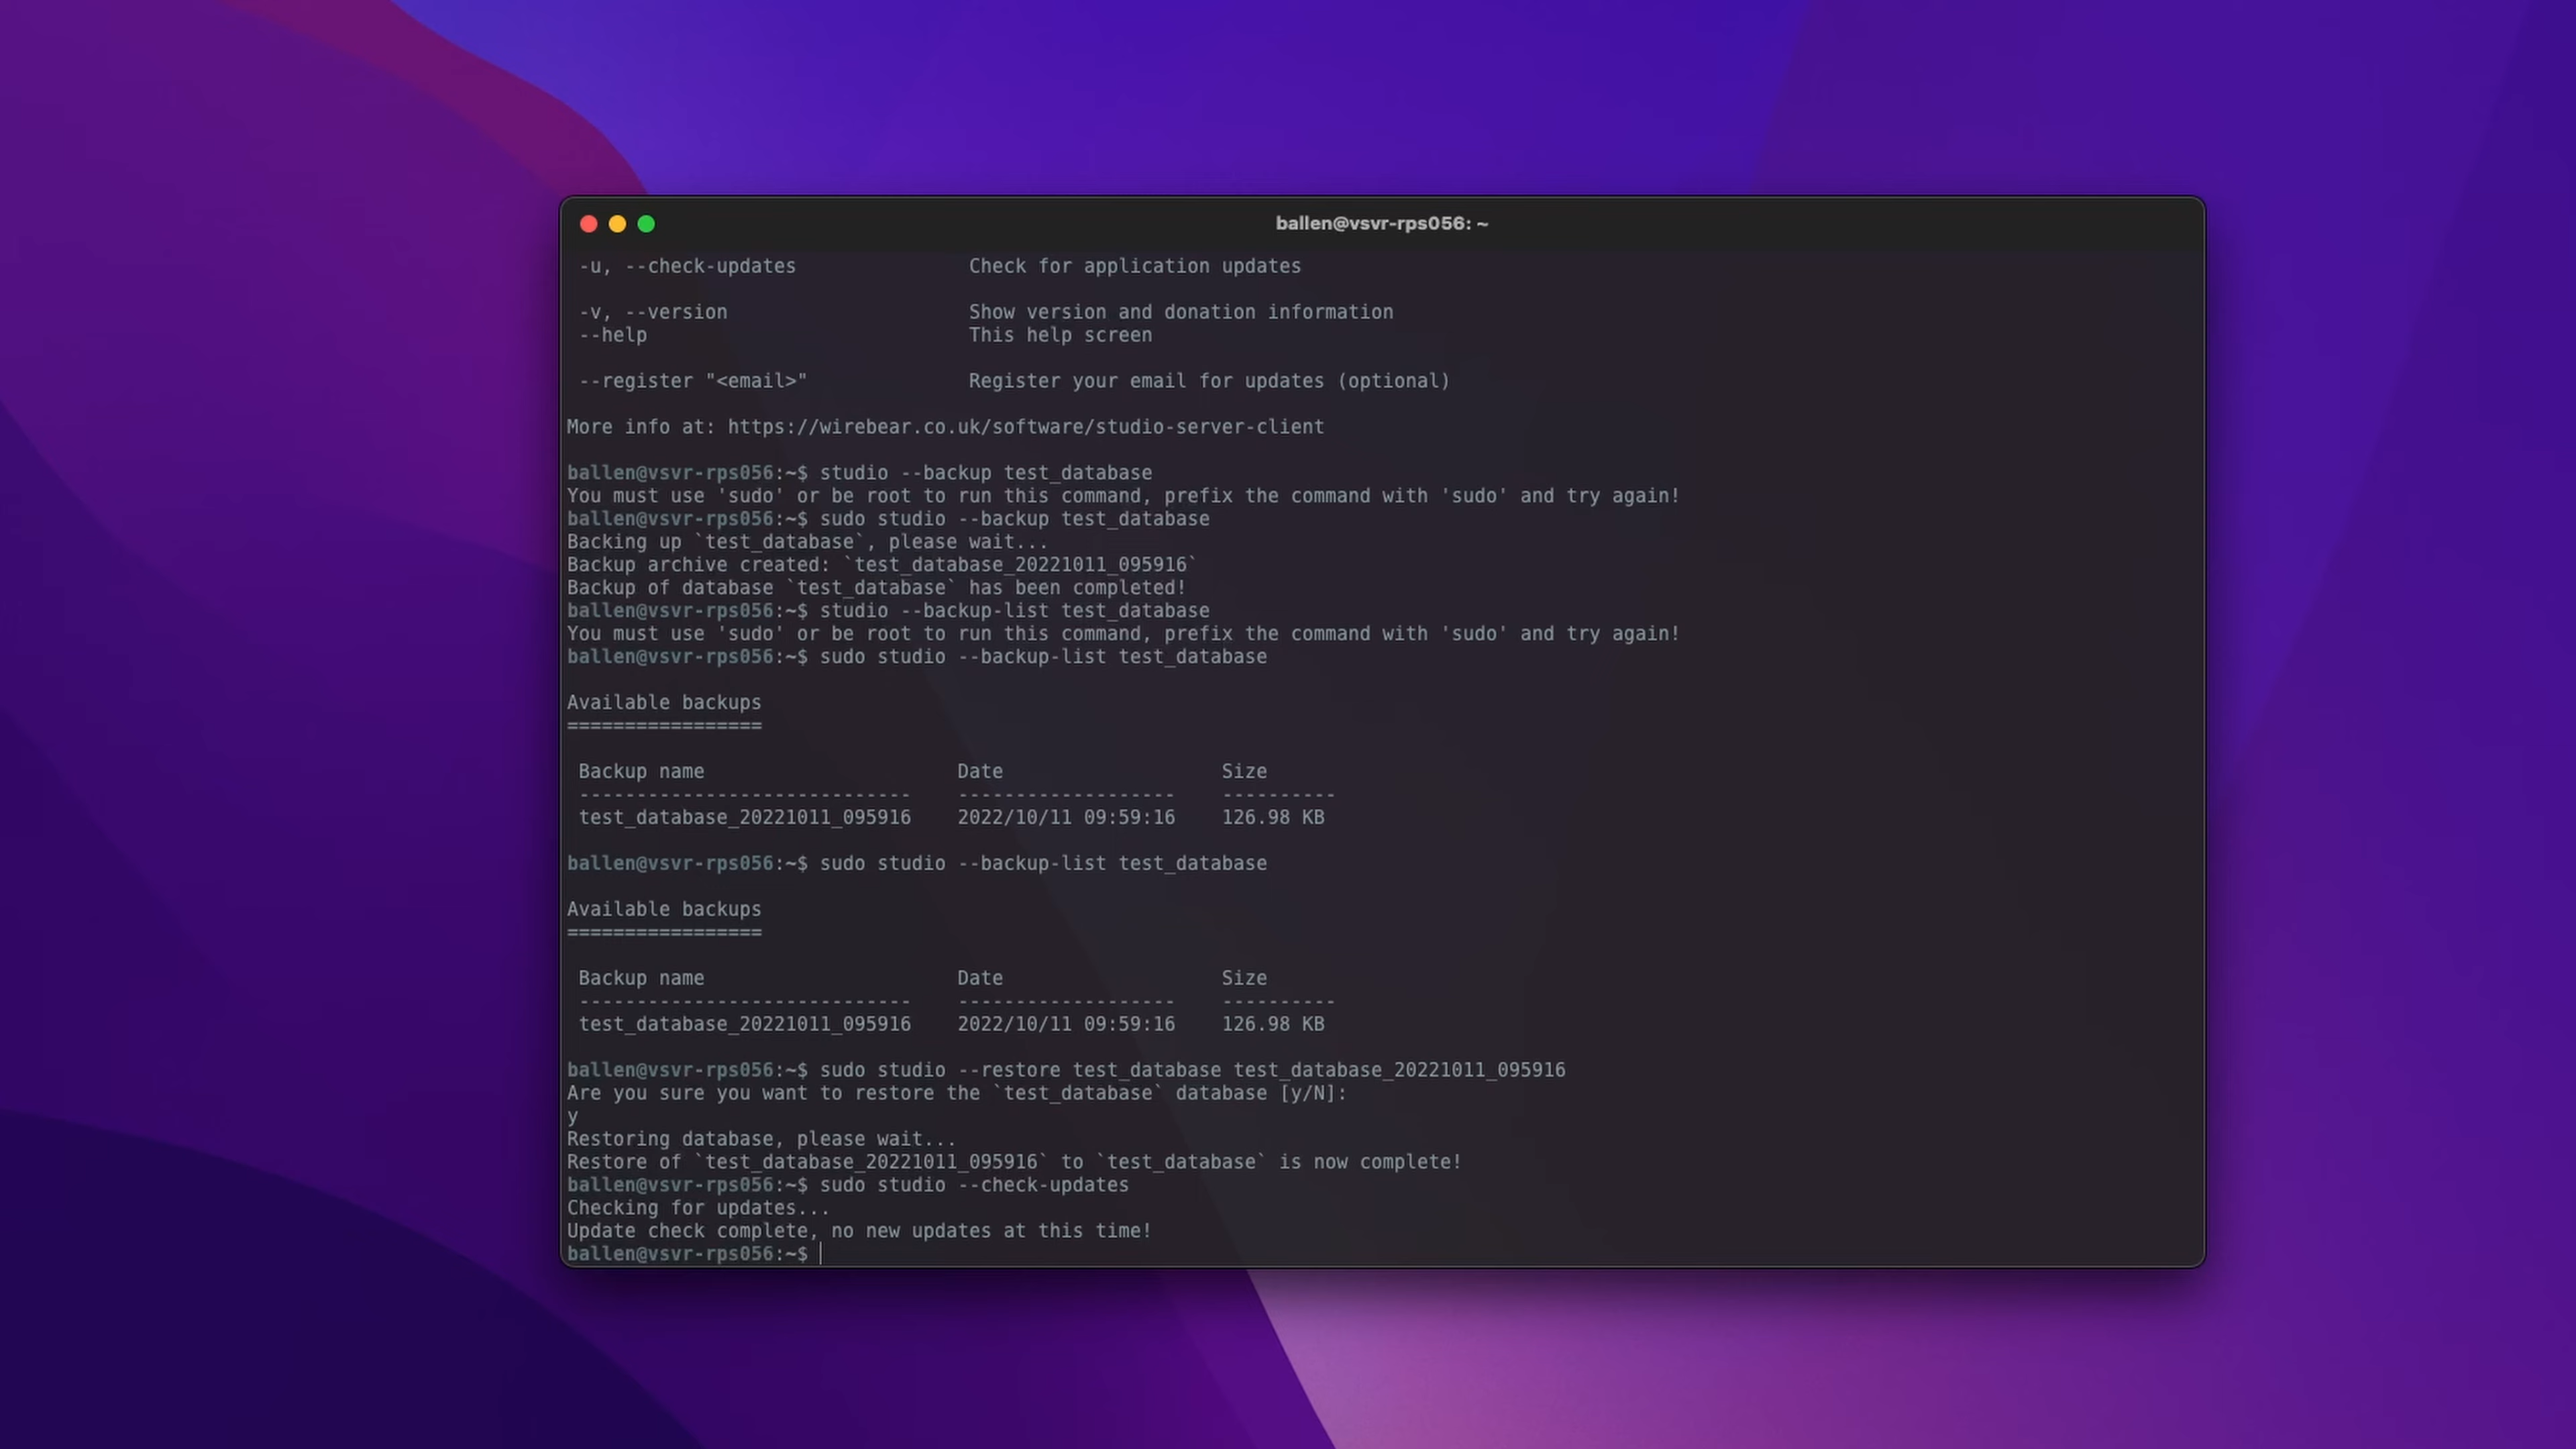 ballen@vsvr-rps056: ~
-u, --check-updates Check for application updates
-v, --version Show version and donation information
--help This help screen
--register "<email>" Register your email for updates (optional)
More info at: https://wirebear.co.uk/software/studio-server-client
ballen@vsvr-rps056:~$ studio --backup test_database
You must use 'sudo' or be root to run this command, prefix the command with 'sudo' and try again!
ballen@vsvr-rps056:~$ sudo studio --backup test_database
Backing up `test_database`, please wait...
Backup archive created: `test_database_20221011_095916`
Backup of database `test_database` has been completed!
ballen@vsvr-rps056:~$ studio --backup-list test_database
You must use 'sudo' or be root to run this command, prefix the command with 'sudo' and try again!
ballen@vsvr-rps056:~$ sudo studio --backup-list test_database
Available backups
=================
Backup name Date Size
----------------------------- ------------------- ----------
test_database_20221011_095916 2022/10/11 09:59:16 126.98 KB
ballen@vsvr-rps056:~$ sudo studio --backup-list test_database
Available backups
=================
Backup name Date Size
----------------------------- ------------------- ----------
test_database_20221011_095916 2022/10/11 09:59:16 126.98 KB
ballen@vsvr-rps056:~$ sudo studio --restore test_database test_database_20221011_095916
Are you sure you want to restore the `test_database` database [y/N]:
y
Restoring database, please wait...
Restore of `test_database_20221011_095916` to `test_database` is now complete!
ballen@vsvr-rps056:~$ sudo studio --check-updates
Checking for updates...
Update check complete, no new updates at this time!
ballen@vsvr-rps056:~$